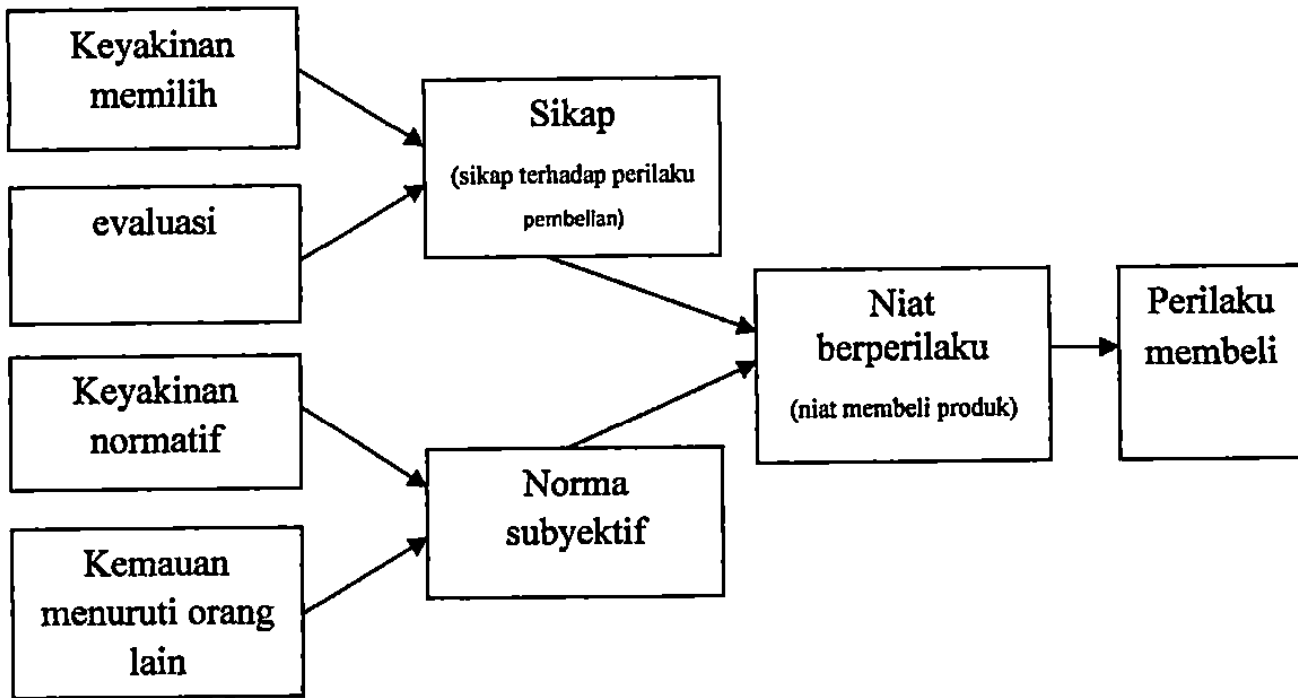 Keyakinan
memilih
evaluasi
Keyakinan
normatif
Kemauan
menuruti orang
lain
Sikap
(sikap terhadap perilaku
pembelian)
Norma
subyektif
Niat
berperilaku
(niat membeli produk)
Perilaku
membeli